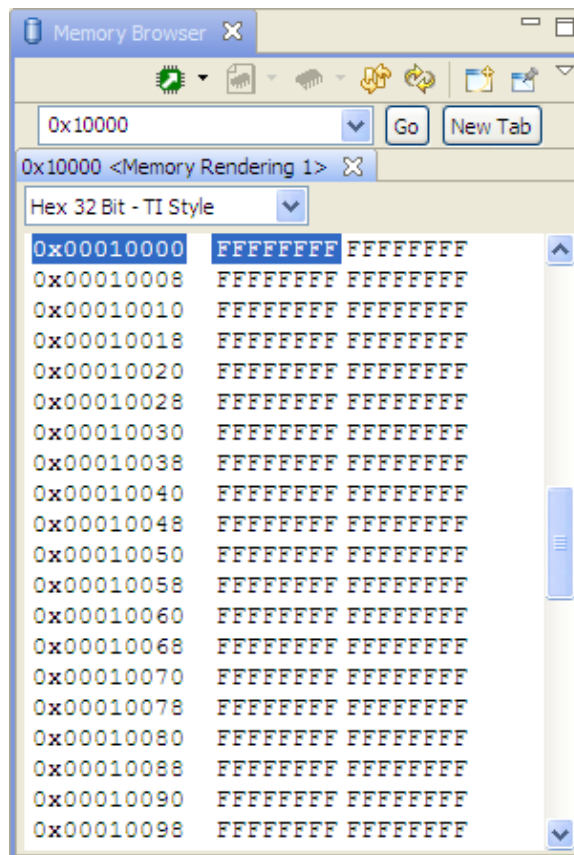 Memory Browser
0x10000 Go New Tab
0x10000 <Memory Rendering 1>
Hex 32 Bit - TI Style
0x00010000 FFFFFFFF FFFFFFFF
0x00010008 FFFFFFFF FFFFFFFF
0x00010010 FFFFFFFF FFFFFFFF
0x00010018 FFFFFFFF FFFFFFFF
0x00010020 FFFFFFFF FFFFFFFF
0x00010028 FFFFFFFF FFFFFFFF
0x00010030 FFFFFFFF FFFFFFFF
0x00010038 FFFFFFFF FFFFFFFF
0x00010040 FFFFFFFF FFFFFFFF
0x00010048 FFFFFFFF FFFFFFFF
0x00010050 FFFFFFFF FFFFFFFF
0x00010058 FFFFFFFF FFFFFFFF
0x00010060 FFFFFFFF FFFFFFFF
0x00010068 FFFFFFFF FFFFFFFF
0x00010070 FFFFFFFF FFFFFFFF
0x00010078 FFFFFFFF FFFFFFFF
0x00010080 FFFFFFFF FFFFFFFF
0x00010088 FFFFFFFF FFFFFFFF
0x00010090 FFFFFFFF FFFFFFFF
0x00010098 FFFFFFFF FFFFFFFF